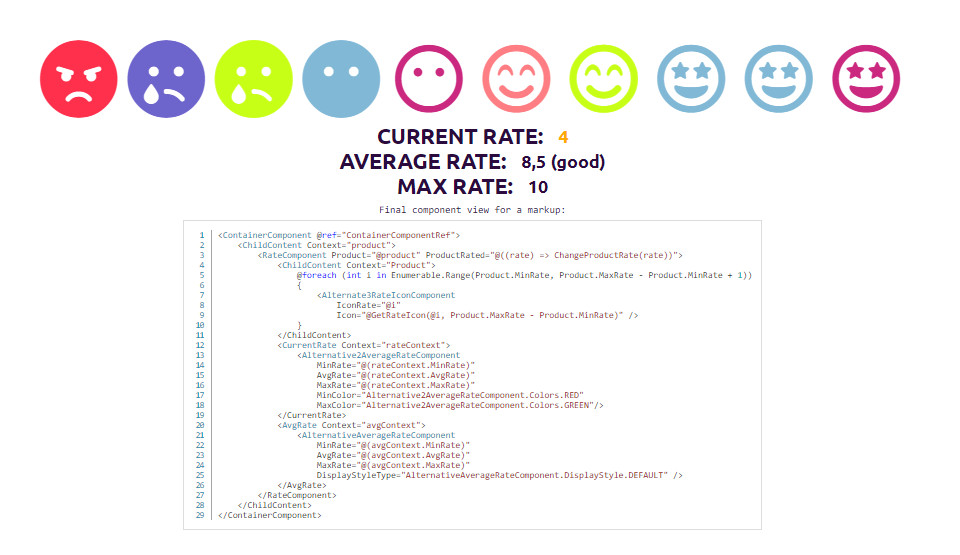 CURRENT RATE: 4
AVERAGE RATE: 8,5 (good)
MAX RATE: 10
Final component view for a markup:
1 <ContainerComponent @ref="ContainerComponentRef">
2 <ChildContent Context="product">
3 <RateComponent Product="@product" ProductRated="@((rate) => ChangeProductRate(rate))">
4 <ChildContent Context="Product">
5 @foreach (int i in Enumerable.Range(Product.MinRate, Product.MaxRate - Product.MinRate + 1))
6 {
7 <Alternate3RateIconComponent
8 IconRate="@i"
9 Icon="@GetRateIcon(@i, Product.MaxRate - Product.MinRate)" />
10 }
11 </ChildContent>
12 <CurrentRate Context="rateContext">
13 <Alternative2AverageRateComponent
14 MinRate="@(rateContext.MinRate)"
15 AvgRate="@(rateContext.AvgRate)"
16 MaxRate="@(rateContext.MaxRate)"
17 MinColor="Alternative2AverageRateComponent.Colors.RED"
18 MaxColor="Alternative2AverageRateComponent.Colors.GREEN"/>
19 </CurrentRate>
20 <AvgRate Context="avgContext">
21 <AlternativeAverageRateComponent
22 MinRate="@(avgContext.MinRate)"
23 AvgRate="@(avgContext.AvgRate)"
24 MaxRate="@(avgContext.MaxRate)"
25 DisplayStyleType="AlternativeAverageRateComponent.DisplayStyle.DEFAULT" />
26 </AvgRate>
27 </RateComponent>
28 </ChildContent>
29 </ContainerComponent>